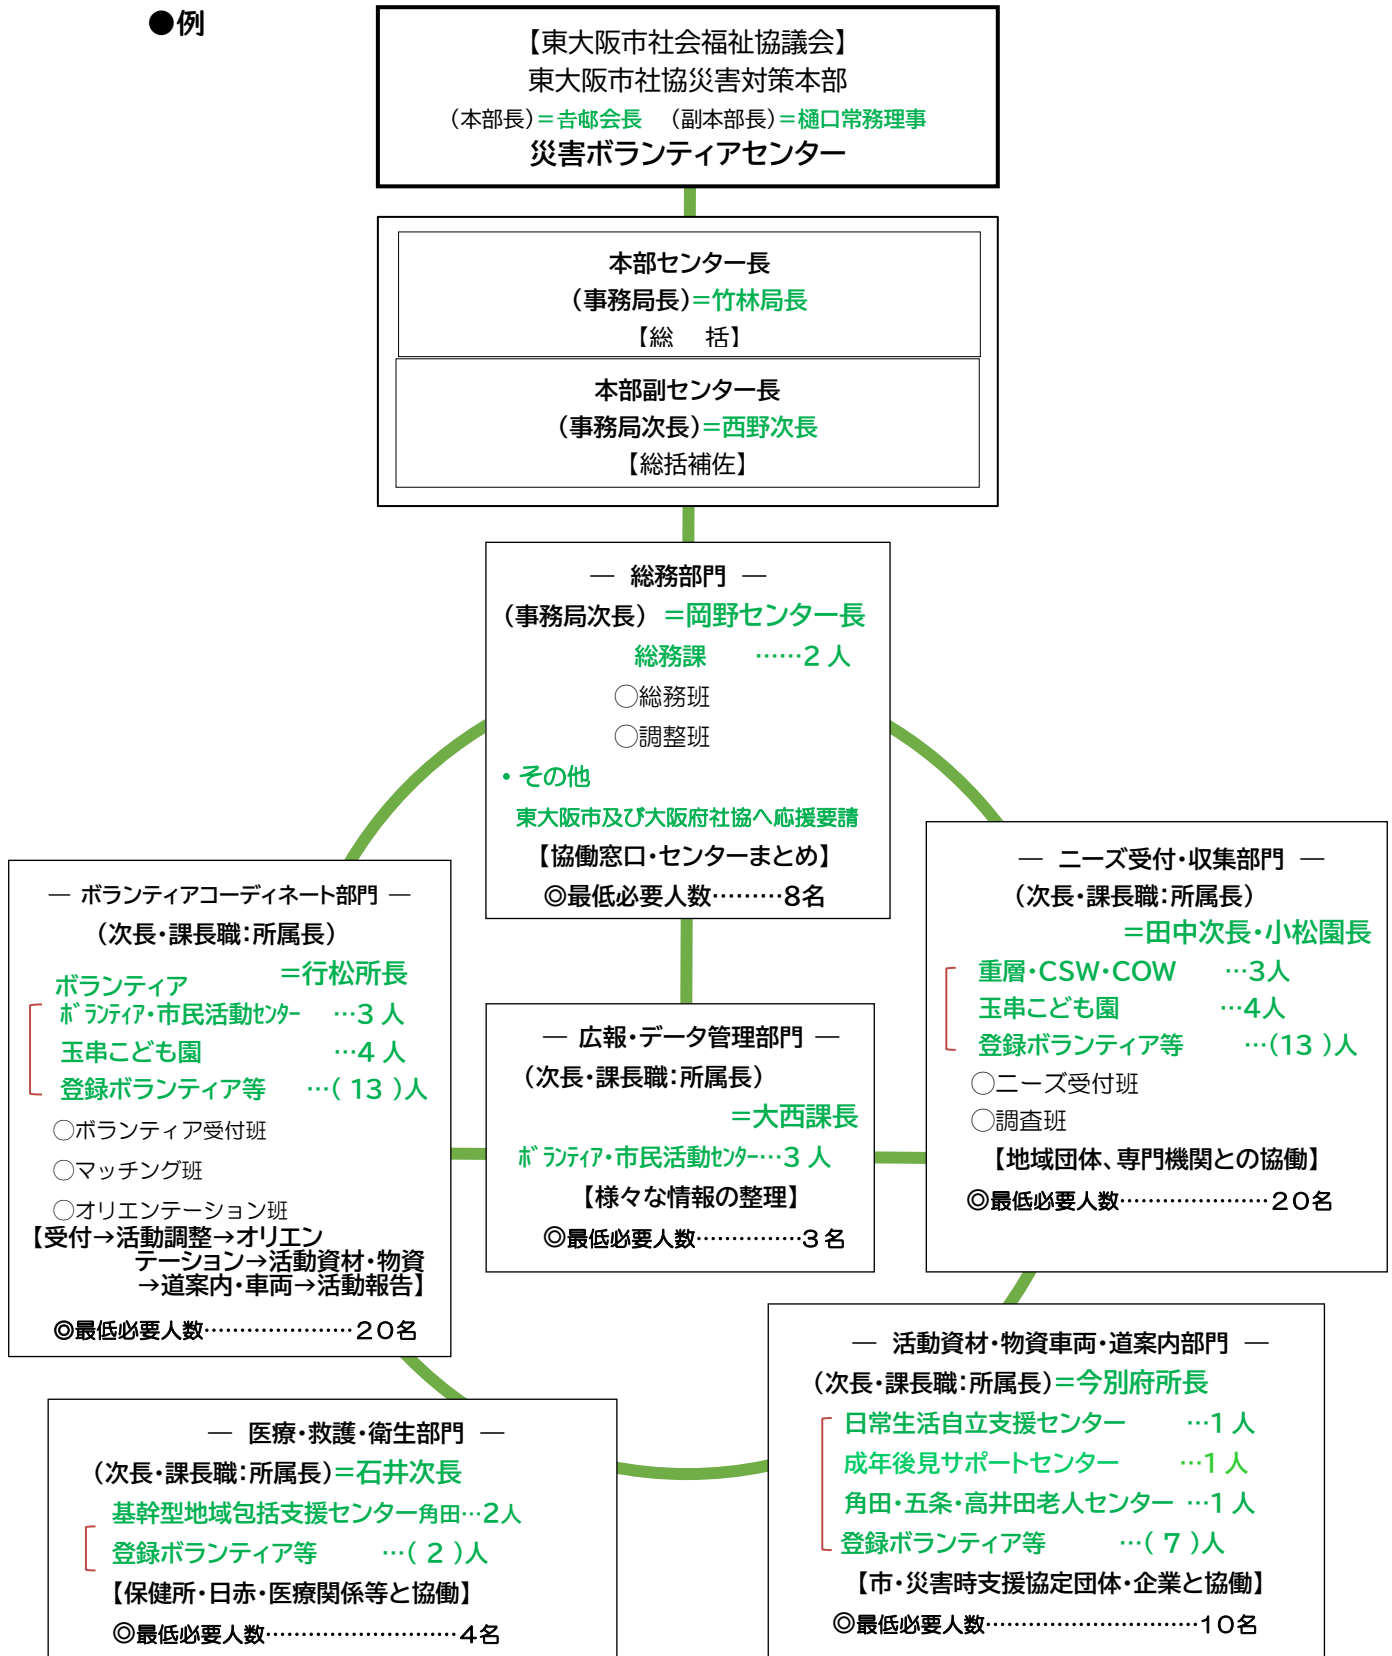 ●例
【東大阪市社会福祉協議会】
東大阪市社協災害対策本部
(本部長)=𠮷邨会長 (副本部長)=樋口常務理事
災害ボランティアセンター
本部センター長
(事務局長)=竹林局長
【総 括】
本部副センター長
(事務局次長)=西野次長
【総括補佐】
― 総務部門 ―
(事務局次長) =岡野センター長
総務課 ……2 人
○総務班
○調整班
・その他
東大阪市及び大阪府社協へ応援要請
【協働窓口・センターまとめ】
◎最低必要人数………8名
― ボランティアコーディネート部門 ―
(次長・課長職:所属長)
=行松所長
ボランティア
ボランティア・市民活動センター …3 人
玉串こども園 …4 人
登録ボランティア等 …( 13 )人
○ボランティア受付班
○マッチング班
○オリエンテーション班
【受付→活動調整→オリエン
テーション→活動資材・物資
→道案内・車両→活動報告】
◎最低必要人数…………………20名
― 広報・データ管理部門 ―
(次長・課長職:所属長)
=大西課長
ボランティア・市民活動センター…3 人
【様々な情報の整理】
◎最低必要人数……………3 名
― ニーズ受付・収集部門 ―
(次長・課長職:所属長)
=田中次長・小松園長
重層・CSW・COW …3人
玉串こども園 …4人
登録ボランティア等 …(13 )人
○ニーズ受付班
○調査班
【地域団体、専門機関との協働】
◎最低必要人数…………………20名
― 医療・救護・衛生部門 ―
(次長・課長職:所属長)=石井次長
基幹型地域包括支援センター角田…2人
登録ボランティア等 …( 2 )人
【保健所・日赤・医療関係等と協働】
◎最低必要人数………………………4名
― 活動資材・物資車両・道案内部門 ―
(次長・課長職:所属長)=今別府所長
日常生活自立支援センター …1 人
成年後見サポートセンター …1 人
角田・五条・高井田老人センター …1 人
登録ボランティア等 …( 7 )人
【市・災害時支援協定団体・企業と協働】
◎最低必要人数…………………………10名